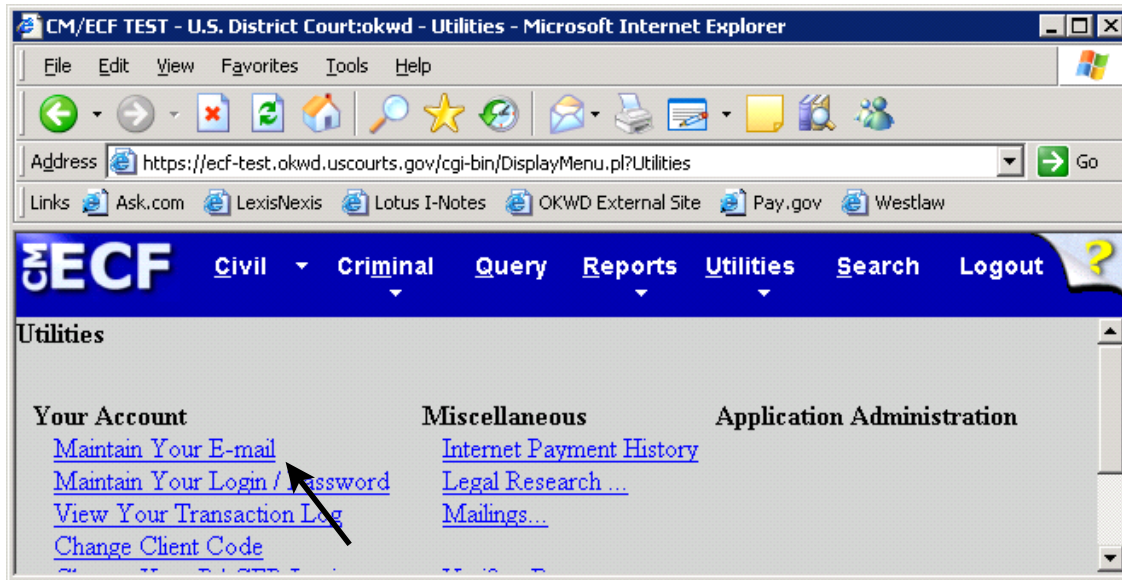 CM/ECF TEST - U.S. District Court:okwd - Utilities - Microsoft Internet Explorer
File Edit View Favorites Tools Help
Address https://ecf-test.okwd.uscourts.gov/cgi-bin/DisplayMenu.pl?Utilities Go
Links Ask.com LexisNexis Lotus I-Notes OKWD External Site Pay.gov Westlaw
CM ECF Civil Criminal Query Reports Utilities Search Logout ?
Utilities
Your Account Miscellaneous Application Administration
Maintain Your E-mail Internet Payment History
Maintain Your Login / Password Legal Research ...
View Your Transaction Log Mailings...
Change Client Code